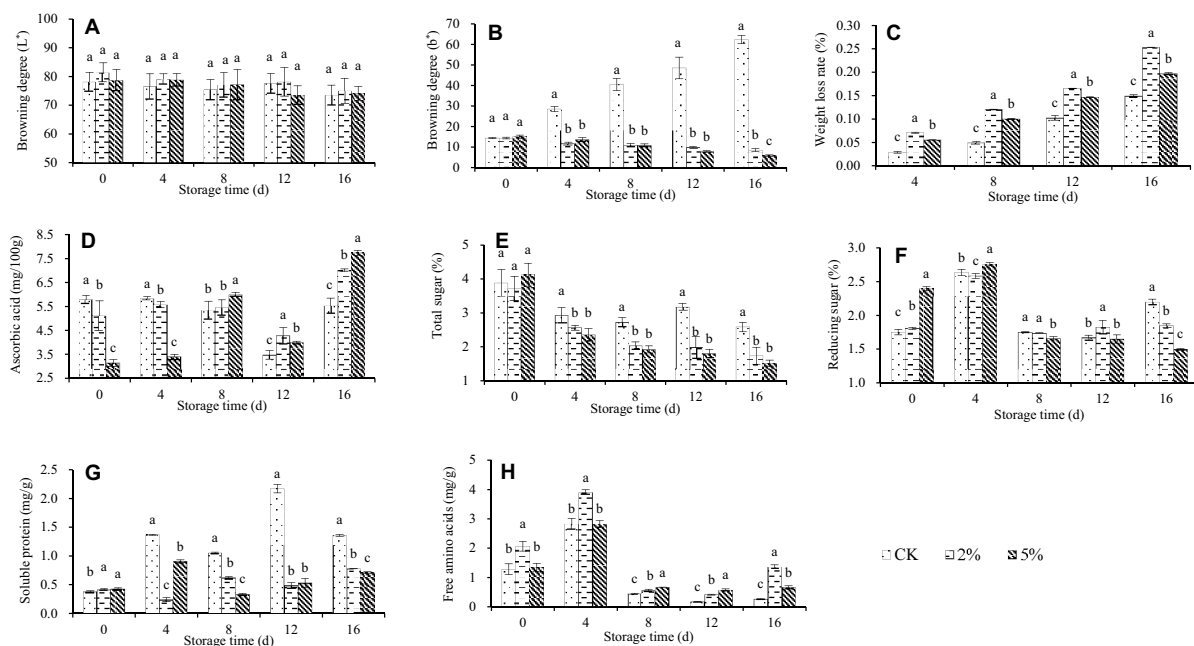 A
Browning degree (L*)
90
80
70
60
50
a a a a a a a a a a a a a a a
0 4 8 12 16
Storage time (d)
B
Browning degree (b*)
70
60
50
40
30
20
10
0
a a a a b b a b b a b b a b c
0 4 8 12 16
Storage time (d)
C
Weight loss rate (%)
0.30
0.25
0.20
0.15
0.10
0.05
0.00
c a b c a b c a b c a b
4 8 12 16
Storage time (d)
D
Ascorbic acid (mg/100g)
8.5
7.5
6.5
5.5
4.5
3.5
2.5
a b c a b c b b a c a b c b a
0 4 8 12 16
Storage time (d)
E
Total sugar (%)
5
4
3
2
1
a a a a b b a b b a b b a b b
0 4 8 12 16
Storage time (d)
F
Reducing sugar (%)
3.0
2.5
2.0
1.5
1.0
c b a b c a a a b b a b a b c
0 4 8 12 16
Storage time (d)
G
Soluble protein (mg/g)
2.5
2.0
1.5
1.0
0.5
0.0
b a a a c b a b c a b b a b c
0 4 8 12 16
Storage time (d)
H
Free amino acids (mg/g)
5
4
3
2
1
0
b a b b a b c b a c b a c a b
0 4 8 12 16
Storage time (d)
CK 2% 5%